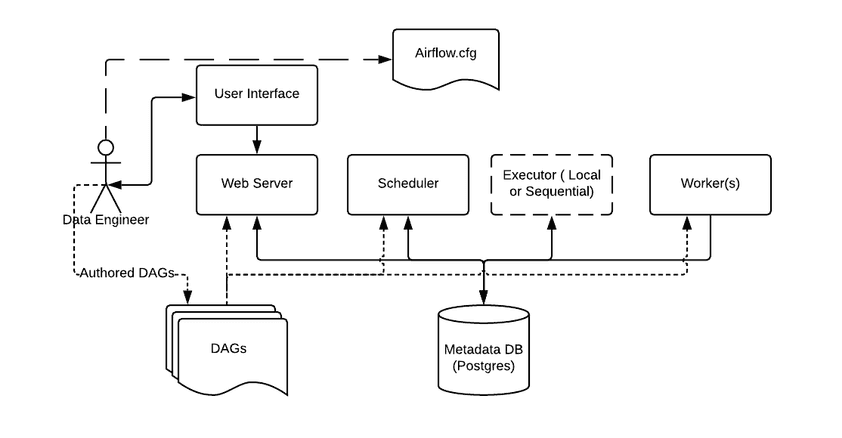 Airflow.cfg
User Interface
Web Server
Scheduler
Executor ( Local
or Sequential)
Worker(s)
Data Engineer
Authored DAGs
DAGs
Metadata DB
(Postgres)